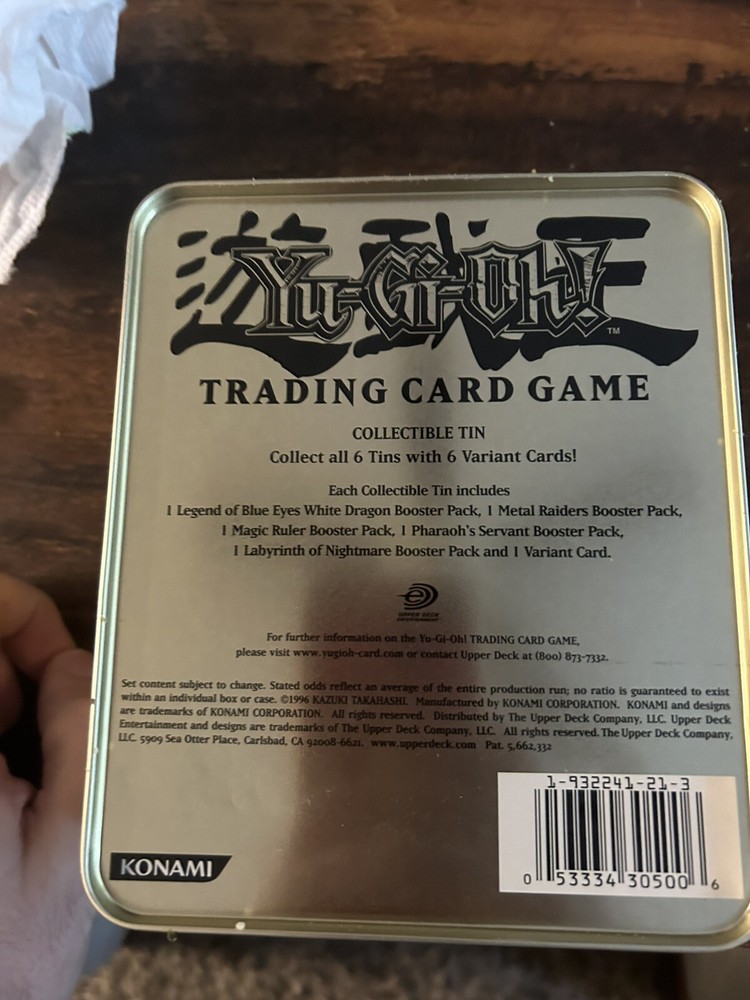 遊戯王
Yu-Gi-Oh!
TM
TRADING CARD GAME
COLLECTIBLE TIN
Collect all 6 Tins with 6 Variant Cards!
Each Collectible Tin includes
1 Legend of Blue Eyes White Dragon Booster Pack, 1 Metal Raiders Booster Pack,
1 Magic Ruler Booster Pack, 1 Pharaoh's Servant Booster Pack,
1 Labyrinth of Nightmare Booster Pack and 1 Variant Card.
UPPER DECK
ENTERTAINMENT
For further information on the Yu-Gi-Oh! TRADING CARD GAME,
please visit www.yugioh-card.com or contact Upper Deck at (800) 873-7332.
Set content subject to change. Stated odds reflect an average of the entire production run; no ratio is guaranteed to exist
within an individual box or case. ©1996 KAZUKI TAKAHASHI. Manufactured by KONAMI CORPORATION. KONAMI and designs
are trademarks of KONAMI CORPORATION. All rights reserved. Distributed by The Upper Deck Company, LLC. Upper Deck
Entertainment and designs are trademarks of The Upper Deck Company, LLC. All rights reserved. The Upper Deck Company,
LLC. 5909 Sea Otter Place, Carlsbad, CA 92008-6621. www.upperdeck.com Pat. 5,662,332
1-932241-21-3
0 53334 30500 6
KONAMI